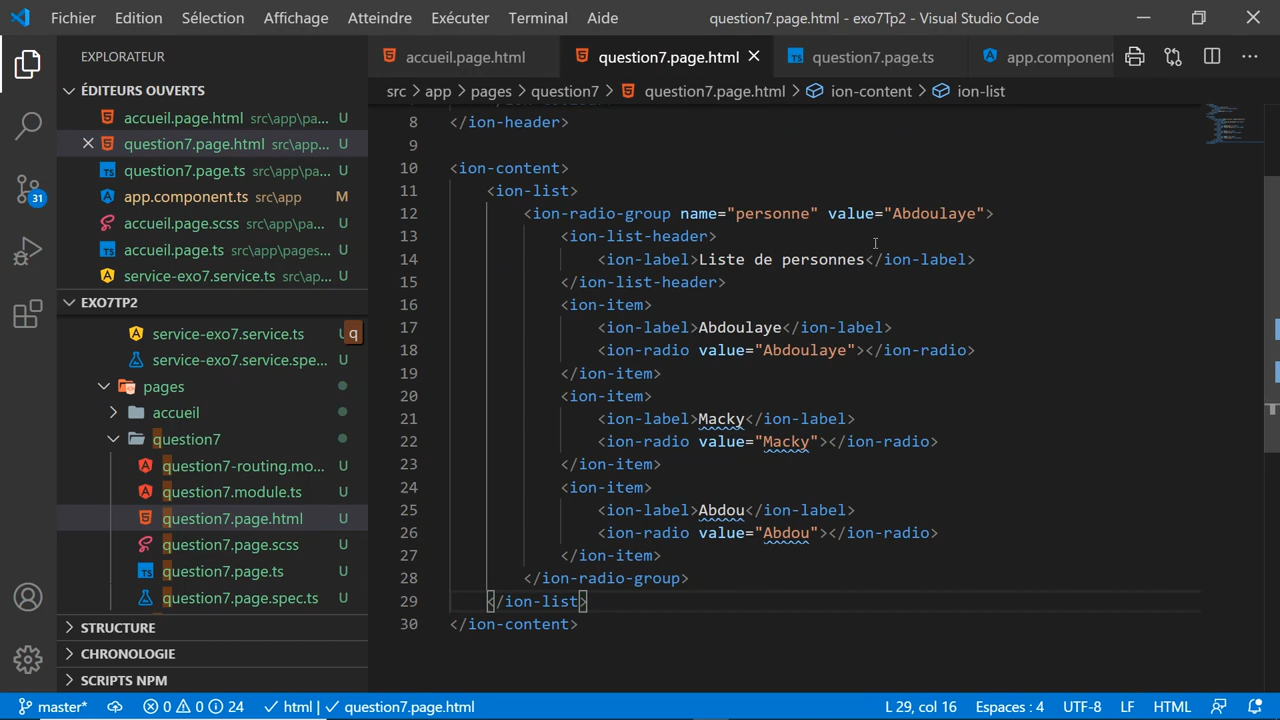 Fichier Edition Sélection Affichage Atteindre Exécuter Terminal Aide question7.page.html - exo7Tp2 - Visual Studio Code
EXPLORATEUR
accueil.page.html question7.page.html question7.page.ts app.component
ÉDITEURS OUVERTS
src > app > pages > question7 > question7.page.html > ion-content > ion-list
accueil.page.html src\app\pa... U
question7.page.html src\app... U
question7.page.ts src\app\pa... U
app.component.ts src\app M
accueil.page.scss src\app\pa... U
accueil.page.ts src\app\pages... U
service-exo7.service.ts src\ap... U
31
EXO7TP2
service-exo7.service.ts U
q
service-exo7.service.spe... U
pages
accueil
question7
question7-routing.mo... U
question7.module.ts U
question7.page.html U
question7.page.scss U
question7.page.ts U
question7.page.spec.ts U
STRUCTURE
CHRONOLOGIE
SCRIPTS NPM
8 </ion-header>
9
10 <ion-content>
11 <ion-list>
12 <ion-radio-group name="personne" value="Abdoulaye">
13 <ion-list-header>
14 <ion-label>Liste de personnes</ion-label>
15 </ion-list-header>
16 <ion-item>
17 <ion-label>Abdoulaye</ion-label>
18 <ion-radio value="Abdoulaye"></ion-radio>
19 </ion-item>
20 <ion-item>
21 <ion-label>Macky</ion-label>
22 <ion-radio value="Macky"></ion-radio>
23 </ion-item>
24 <ion-item>
25 <ion-label>Abdou</ion-label>
26 <ion-radio value="Abdou"></ion-radio>
27 </ion-item>
28 </ion-radio-group>
29 </ion-list>
30 </ion-content>
master* 0 0 24 html | question7.page.html L 29, col 16 Espaces : 4 UTF-8 LF HTML